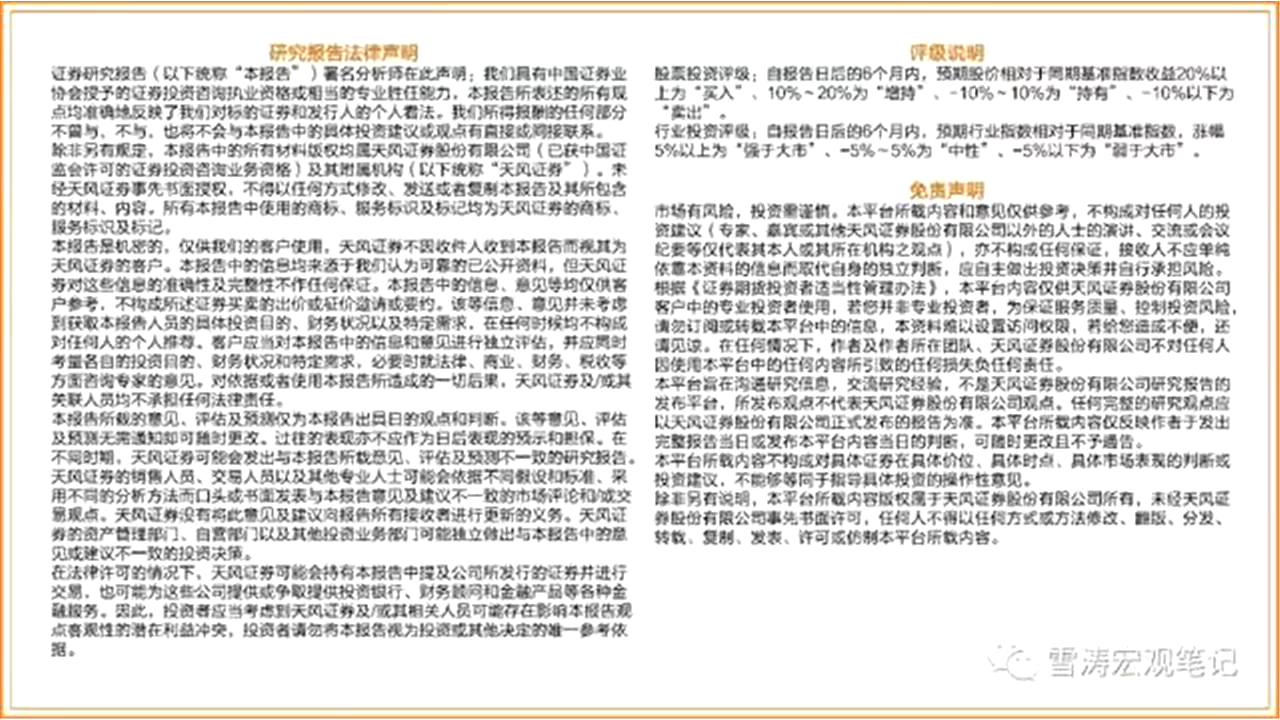 研究报告法律声明
证券研究报告（以下统称“本报告”）署名分析师在此声明：我们具有中国证券业
协会授予的证券投资咨询执业资格或相当的专业胜任能力，本报告所表述的所有观
点均准确地反映了我们对标的证券和发行人的个人看法。我们所得报酬的任何部分
不曾与，不与，也将不会与本报告中的具体投资建议或观点有直接或间接联系。
除非另有规定，本报告中的所有材料版权均属天风证券股份有限公司（已获中国证
监会许可的证券投资咨询业务资格）及其附属机构（以下统称“天风证券”）。未
经天风证券事先书面授权，不得以任何方式修改、发送或者复制本报告及其所包含
的材料、内容。所有本报告中使用的商标、服务标识及标记均为天风证券的商标、
服务标识及标记。
本报告是机密的，仅供我们的客户使用，天风证券不因收件人收到本报告而视其为
天风证券的客户。本报告中的信息均来源于我们认为可靠的已公开资料，但天风证
券对这些信息的准确性及完整性不作任何保证。本报告中的信息、意见等均仅供客
户参考，不构成所述证券买卖的出价或征价邀请或要约。该等信息、意见并未考虑
到获取本报告人员的具体投资目的、财务状况以及特定需求，在任何时候均不构成
对任何人的个人推荐。客户应当对本报告中的信息和意见进行独立评估，并应同时
考量各自的投资目的、财务状况和特定需求，必要时就法律、商业、财务、税收等
方面咨询专家的意见。对依据或者使用本报告所造成的一切后果，天风证券及/或其
关联人员均不承担任何法律责任。
本报告所载的意见、评估及预测仅为本报告出具日的观点和判断。该等意见、评估
及预测无需通知即可随时更改。过往的表现亦不应作为日后表现的预示和担保。在
不同时期，天风证券可能会发出与本报告所载意见、评估及预测不一致的研究报告。
天风证券的销售人员、交易人员以及其他专业人士可能会依据不同假设和标准、采
用不同的分析方法而口头或书面发表与本报告意见及建议不一致的市场评论和/或交
易观点。天风证券没有将此意见及建议向报告所有接收者进行更新的义务。天风证
券的资产管理部门、自营部门以及其他投资业务部门可能独立做出与本报告中的意
见或建议不一致的投资决策。
在法律许可的情况下，天风证券可能会持有本报告中提及公司所发行的证券并进行
交易，也可能为这些公司提供或争取提供投资银行、财务顾问和金融产品等各种金
融服务。因此，投资者应当考虑到天风证券及/或其相关人员可能存在影响本报告观
点客观性的潜在利益冲突，投资者请勿将本报告视为投资或其他决定的唯一参考依
据。
评级说明
股票投资评级：自报告日后的6个月内，预期股价相对于同期基准指数收益20%以
上为“买入”、10%～20%为“增持”、-10%～10%为“持有”、-10%以下为
“卖出”。
行业投资评级：自报告日后的6个月内，预期行业指数相对于同期基准指数，涨幅
5%以上为“强于大市”、-5%～5%为“中性”、-5%以下为“弱于大市”。
免责声明
市场有风险，投资需谨慎。本平台所载内容和意见仅供参考，不构成对任何人的投
资建议（专家、嘉宾或其他天风证券股份有限公司以外的人士的演讲、交流或会议
纪要等仅代表其本人或其所在机构之观点），亦不构成任何保证，接收人不应单纯
依靠本资料的信息而取代自身的独立判断，应自主做出投资决策并自行承担风险。
根据《证券期货投资者适当性管理办法》，本平台内容仅供天风证券股份有限公司
客户中的专业投资者使用，若您并非专业投资者，为保证服务质量、控制投资风险，
请勿订阅或转载本平台中的信息，本资料难以设置访问权限，若给您造成不便，还
请见谅。在任何情况下，作者及作者所在团队、天风证券股份有限公司不对任何人
因使用本平台中的任何内容所引致的任何损失负任何责任。
本平台旨在沟通研究信息，交流研究经验，不是天风证券股份有限公司研究报告的
发布平台，所发布观点不代表天风证券股份有限公司观点。任何完整的研究观点应
以天风证券股份有限公司正式发布的报告为准。本平台所载内容仅反映作者于发出
完整报告当日或发布本平台内容当日的判断，可随时更改且不予通告。
本平台所载内容不构成对具体证券在具体价位、具体时点、具体市场表现的判断或
投资建议，不能够等同于指导具体投资的操作性意见。
除非另有说明，本平台所载内容版权属于天风证券股份有限公司所有，未经天风证
券股份有限公司事先书面许可，任何人不得以任何方式或方法修改、翻版、分发、
转载、复制、发表、许可或仿制本平台所载内容。
雪涛宏观笔记